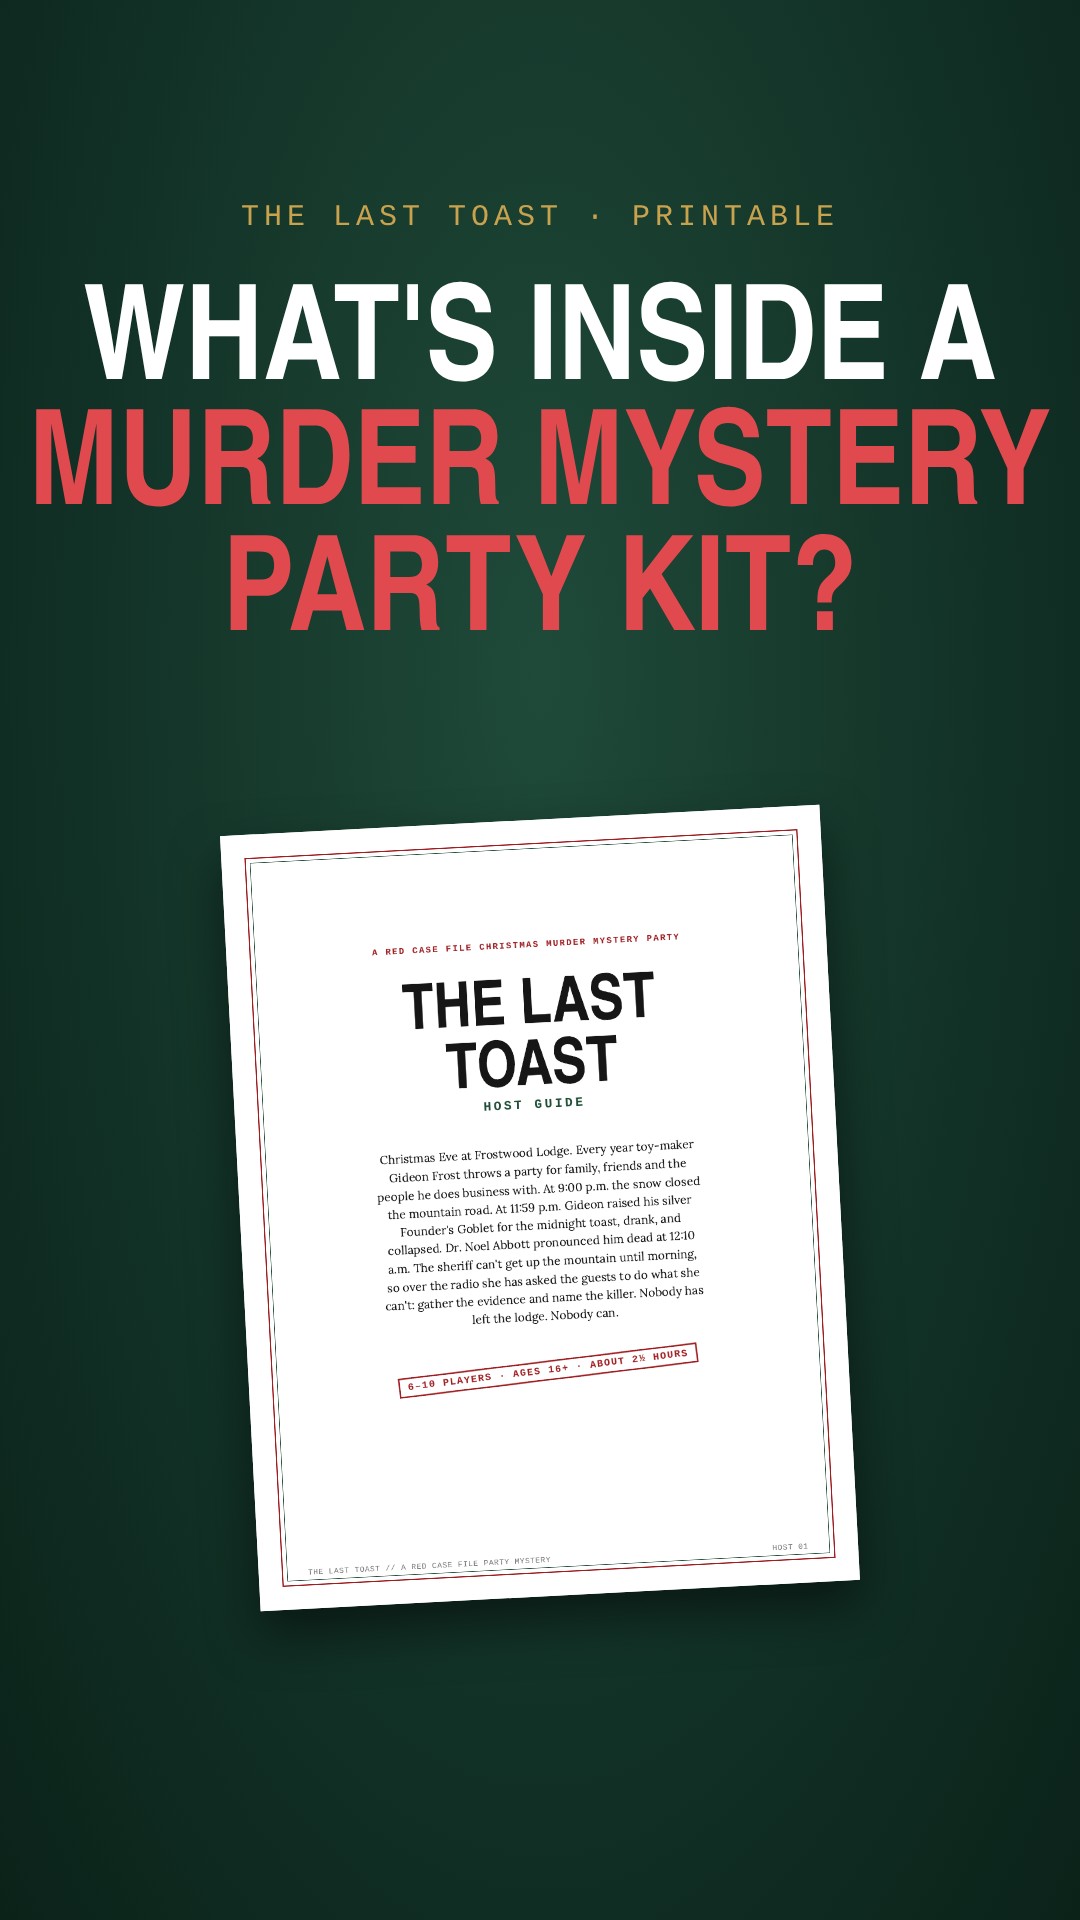 THE LAST TOAST · PRINTABLE
WHAT'S INSIDE A
MURDER MYSTERY
PARTY KIT?
A RED CASE FILE CHRISTMAS MURDER MYSTERY PARTY
THE LAST
TOAST
HOST GUIDE
Christmas Eve at Frostwood Lodge. Every year toy-maker
Gideon Frost throws a party for family, friends and the
people he does business with. At 9:00 p.m. the snow closed
the mountain road. At 11:59 p.m. Gideon raised his silver
Founder's Goblet for the midnight toast, drank, and
collapsed. Dr. Noel Abbott pronounced him dead at 12:10
a.m. The sheriff can't get up the mountain until morning,
so over the radio she has asked the guests to do what she
can't: gather the evidence and name the killer. Nobody has
left the lodge. Nobody can.
6–10 PLAYERS · AGES 16+ · ABOUT 2½ HOURS
THE LAST TOAST // A RED CASE FILE PARTY MYSTERY
HOST 01